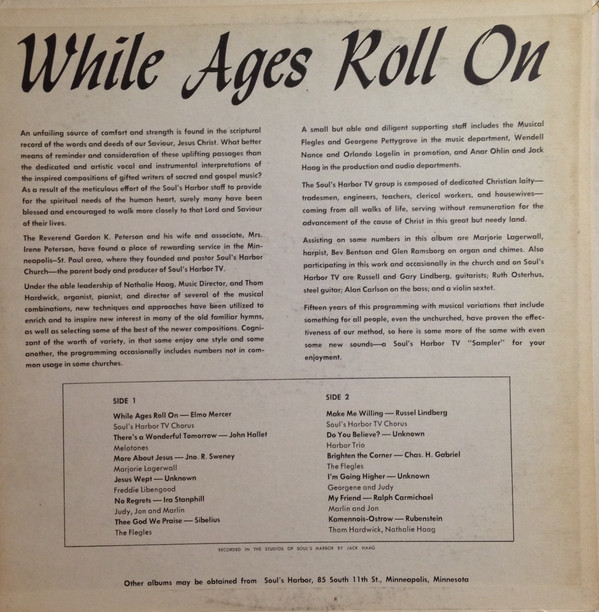 While Ages Roll On
An unfailing source of comfort and strength is found in the scriptural
record of the words and deeds of our Saviour, Jesus Christ. What better
means of reminder and consideration of these uplifting passages than
the dedicated and artistic vocal and instrumental interpretations of
the inspired compositions of gifted writers of sacred and gospel music?
As a result of the meticulous effort of the Soul's Harbor staff to provide
for the spiritual needs of the human heart, surely many have been
blessed and encouraged to walk more closely to that Lord and Saviour
of their lives.
The Reverend Gordon K. Peterson and his wife and associate, Mrs.
Irene Peterson, have found a place of rewarding service in the Min-
neapolis—St. Paul area, where they founded and pastor Soul's Harbor
Church—the parent body and producer of Soul's Harbor TV.
Under the able leadership of Nathalie Haag, Music Director, and Thom
Hardwick, organist, pianist, and director of several of the musical
combinations, new techniques and approaches have been utilized to
enrich and to inspire new interest in many of the old familiar hymns,
as well as selecting some of the best of the newer compositions. Cogni-
zant of the worth of variety, in that some enjoy one style and some
another, the programming occasionally includes numbers not in com-
mon usage in some churches.
A small but able and diligent supporting staff includes the Musical
Flegles and Georgene Pettygrove in the music department, Wendell
Nance and Orlando Logelin in promotion, and Anar Ohlin and Jack
Haag in the production and audio departments.
The Soul's Harbor TV group is composed of dedicated Christian laity—
tradesmen, engineers, teachers, clerical workers, and housewives—
coming from all walks of life, serving without remuneration for the
advancement of the cause of Christ in this great but needy land.
Assisting on some numbers in this album are Marjorie Lagerwall,
harpist, Bev Bentson and Glen Ramsborg on organ and chimes. Also
participating in this work and occasionally in the church and on Soul's
Harbor TV are Russell and Gary Lindberg, guitarists; Ruth Osterhus,
steel guitar; Alan Carlson on the bass; and a violin sextet.
Fifteen years of this programming with musical variations that include
something for all people, even the unchurched, have proven the effec-
tiveness of our method, so here is some more of the same with even
some new sounds—a Soul's Harbor TV "Sampler" for your
enjoyment.
SIDE 1
While Ages Roll On — Elmo Mercer
Soul's Harbor TV Chorus
There's a Wonderful Tomorrow — John Hallet
Melotones
More About Jesus — Jno. R. Sweney
Marjorie Lagerwall
Jesus Wept — Unknown
Freddie Libengood
No Regrets — Ira Stanphill
Judy, Jon and Marlin
Thee God We Praise — Sibelius
The Flegles
SIDE 2
Make Me Willing — Russel Lindberg
Soul's Harbor TV Chorus
Do You Believe? — Unknown
Harbor Trio
Brighten the Corner — Chas. H. Gabriel
The Flegles
I'm Going Higher — Unknown
Georgene and Judy
My Friend — Ralph Carmichael
Marlin and Jon
Kamennois-Ostrow — Rubenstein
Thom Hardwick, Nathalie Haag
RECORDED IN THE STUDIOS OF SOUL'S HARBOR BY JACK HAAG
Other albums may be obtained from Soul's Harbor, 85 South 11th St., Minneapolis, Minnesota